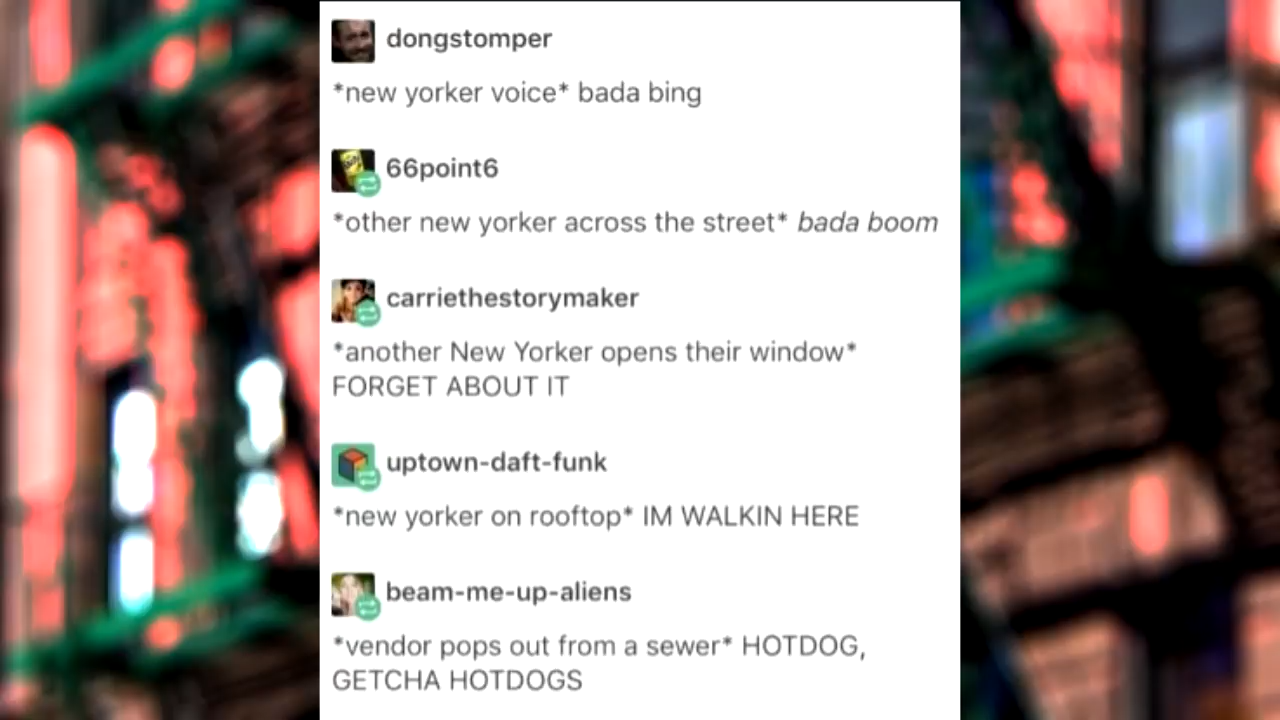 dongstomper
*new yorker voice* bada bing
66point6
*other new yorker across the street* bada boom
carriethestorymaker
*another New Yorker opens their window*
FORGET ABOUT IT
uptown-daft-funk
*new yorker on rooftop* IM WALKIN HERE
beam-me-up-aliens
*vendor pops out from a sewer* HOTDOG,
GETCHA HOTDOGS